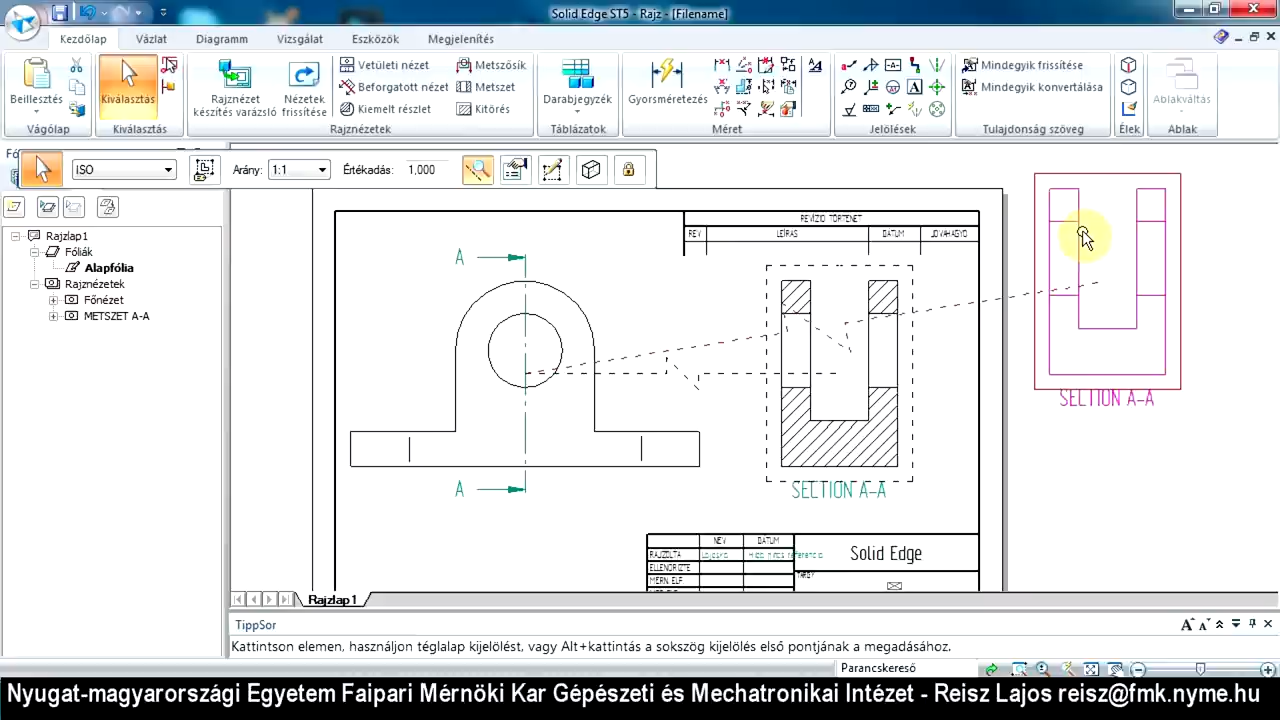 Solid Edge ST5 - Rajz - [Filename]
Kezdőlap Vázlat Diagramm Vizsgálat Eszközök Megjelenítés
Beillesztés
Vágólap
Kiválasztás
Kiválasztás
Rajznézet
készítés varázsló
Nézetek
frissítése
Vetületi nézet
Beforgatott nézet
Kiemelt részlet
Metszősík
Metszet
Kitörés
Rajznézetek
Darabjegyzék
Táblázatok
Gyorsméretezés
Méret
Jelölések
Mindegyik frissítése
Mindegyik konvertálása
Tulajdonság szöveg
Élek
Ablakváltás
Ablak
ISO
Arány: 1:1
Értékadás: 1,000
Rajzlap1
Fóliák
Alapfólia
Rajznézetek
Főnézet
METSZET A-A
REVÍZIÓ TÖRTÉNET
REV LEÍRÁS DÁTUM JÓVÁHAGYÓ
A
A
SECTION A-A
SECTION A-A
NÉV DÁTUM
RAJZOLTA
ELLENŐRIZTE
MÉRN. ELF.
Solid Edge
TÁRGY
Rajzlap1
TippSor
Kattintson elemen, használjon téglalap kijelölést, vagy Alt+kattintás a sokszög kijelölés első pontjának a megadásához.
Parancskereső
Nyugat-magyarországi Egyetem Faipari Mérnöki Kar Gépészeti és Mechatronikai Intézet - Reisz Lajos reisz@fmk.nyme.hu